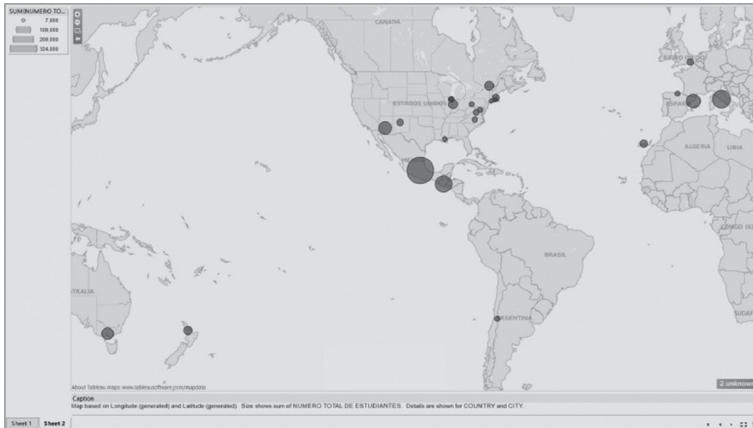 SUM(NUMERO TO...
7,000
100,000
200,000
324,000
CANADA
ESTADOS UNIDOS
REINO UNIDO
ESPAÑA
ALGERIA
LIBIA
BRASIL
ARGENTINA
About Tableau maps: www.tableausoftware.com/mapdata
2 unknown
Caption
Map based on Longitude (generated) and Latitude (generated). Size shows sum of NUMERO TOTAL DE ESTUDIANTES. Details are shown for COUNTRY and CITY.
Sheet 1 Sheet 2